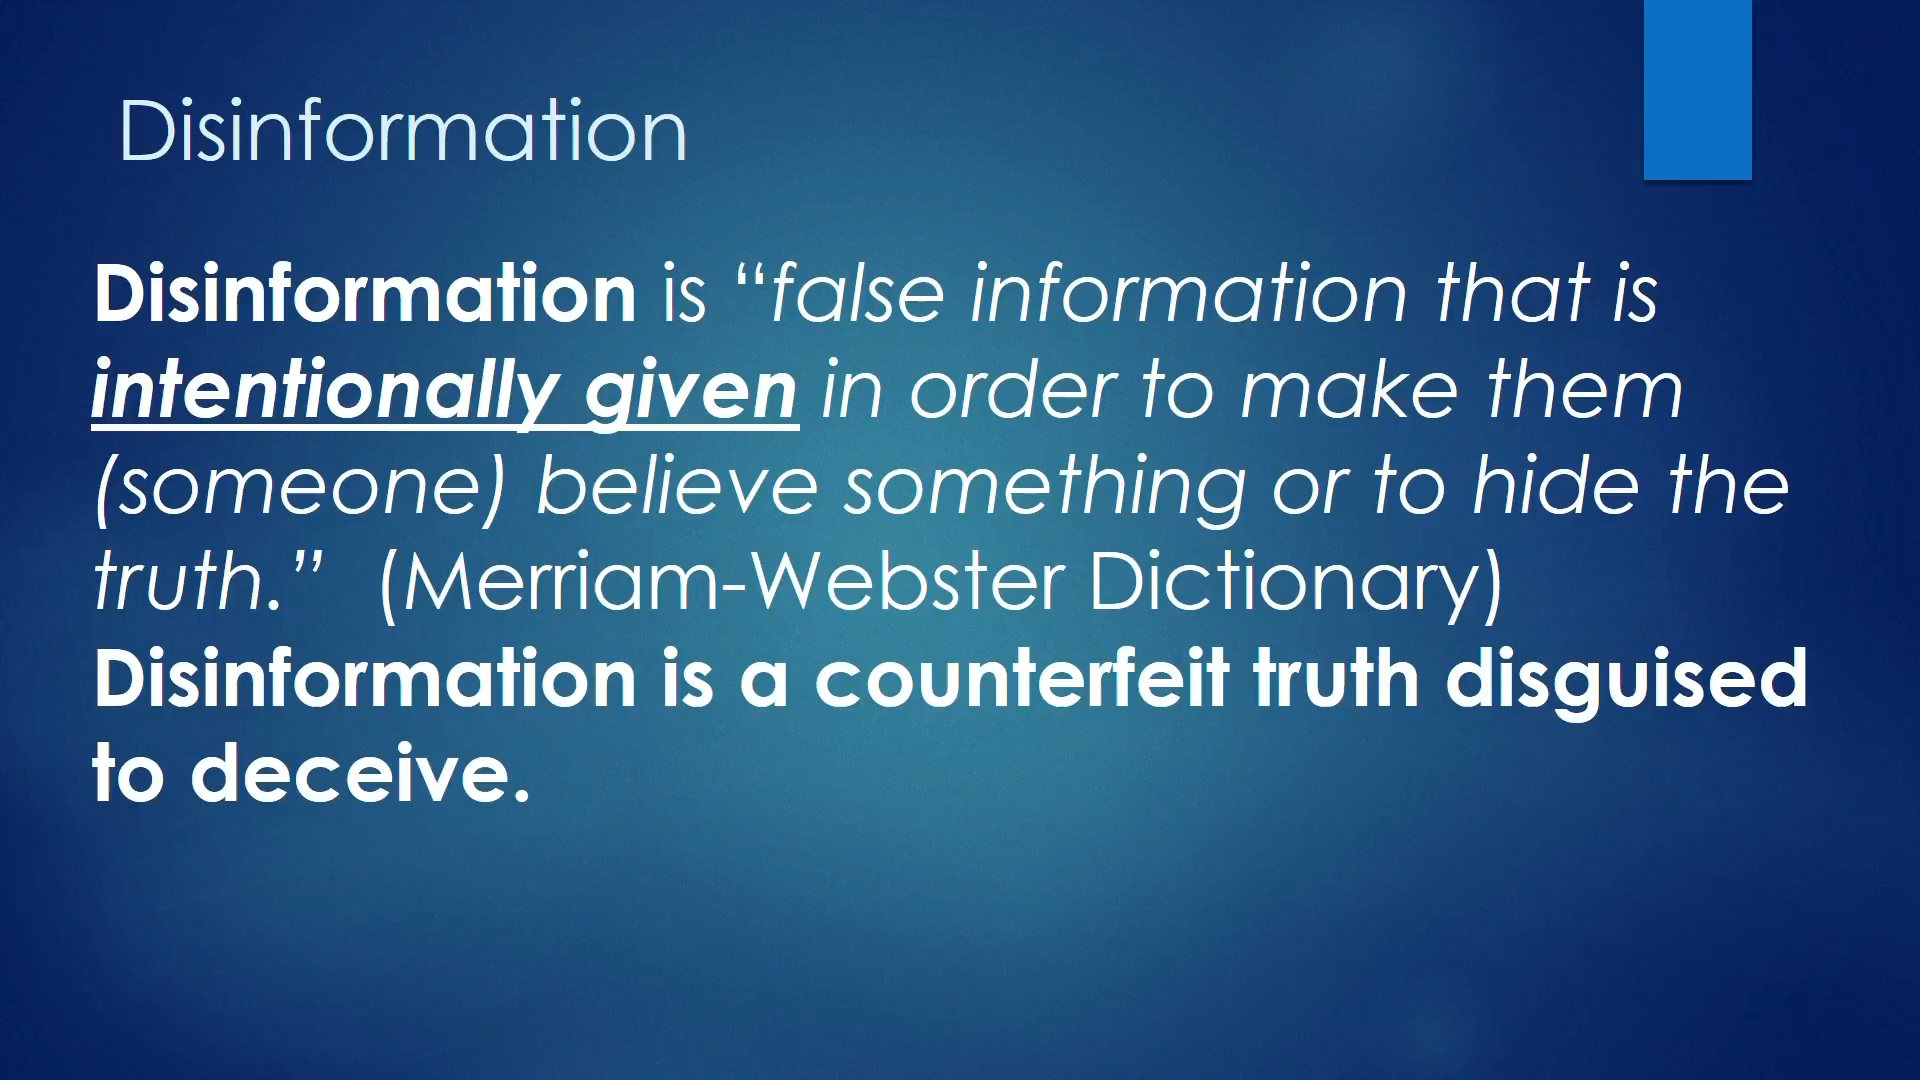 Disinformation
Disinformation is “false information that is
intentionally given in order to make them
(someone) believe something or to hide the
truth.” (Merriam-Webster Dictionary)
Disinformation is a counterfeit truth disguised
to deceive.